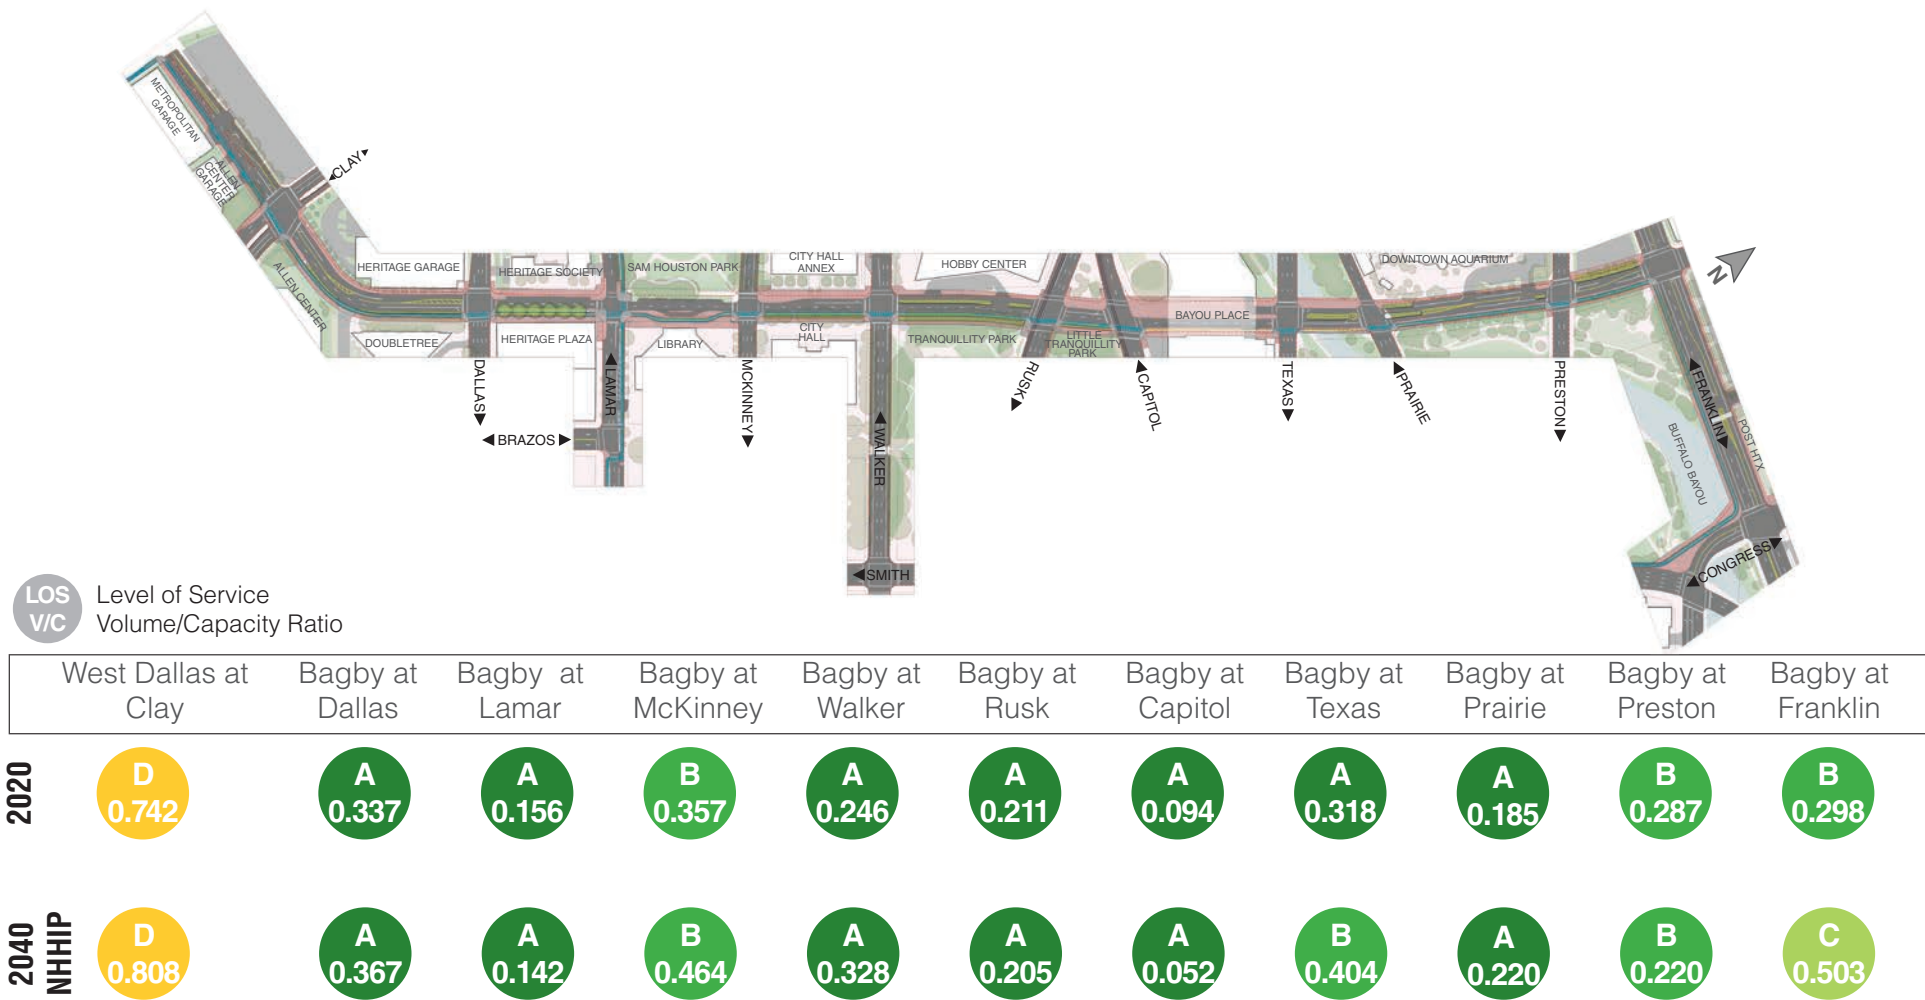 METROPOLITAN
GARAGE
ALLEN
CENTER
GARAGE
CLAY
ALLEN CENTER
HERITAGE GARAGE
DOUBLETREE
HERITAGE SOCIETY
HERITAGE PLAZA
SAM HOUSTON PARK
LIBRARY
CITY HALL
ANNEX
CITY
HALL
HOBBY CENTER
TRANQUILLITY PARK
LITTLE
TRANQUILLITY
PARK
BAYOU PLACE
DOWNTOWN AQUARIUM
N
DALLAS
BRAZOS
LAMAR
MCKINNEY
WALKER
SMITH
RUSK
CAPITOL
TEXAS
PRAIRIE
PRESTON
FRANKLIN
POST HTX
BUFFALO BAYOU
CONGRESS
LOS
V/C
Level of Service
Volume/Capacity Ratio
West Dallas at Clay
Bagby at Dallas
Bagby at Lamar
Bagby at McKinney
Bagby at Walker
Bagby at Rusk
Bagby at Capitol
Bagby at Texas
Bagby at Prairie
Bagby at Preston
Bagby at Franklin
2020
D A A B A A A A A B B
0.742 0.337 0.156 0.357 0.246 0.211 0.094 0.318 0.185 0.287 0.298
2040
NHHIP
D A A B A A A B A B C
0.808 0.367 0.142 0.464 0.328 0.205 0.052 0.404 0.220 0.220 0.503